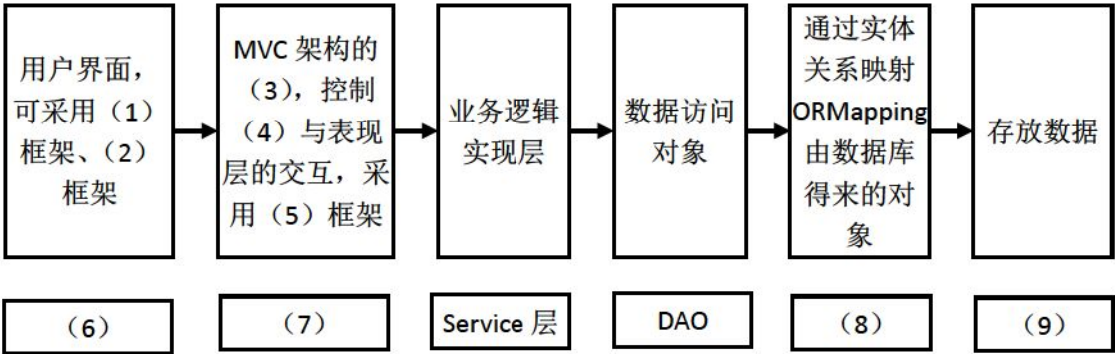 用户界面，
可采用（1）
框架、（2）
框架
MVC 架构的
（3），控制
（4）与表现
层的交互，采
用（5）框架
业务逻辑
实现层
数据访问
对象
通过实体
关系映射
ORMapping
由数据库
得来的对
象
存放数据
（6）
（7）
Service 层
DAO
（8）
（9）